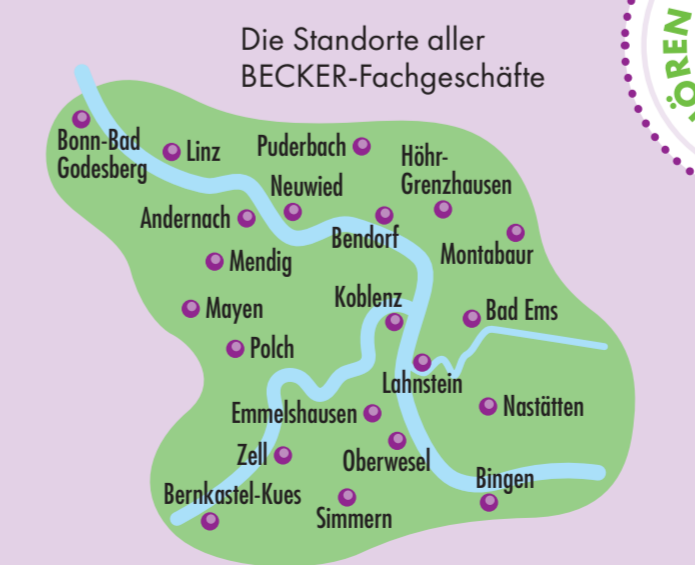 Die Standorte aller
BECKER-Fachgeschäfte
ÖREN
Bonn-Bad
Godesberg
Linz
Puderbach
Höhr-
Grenzhausen
Neuwied
Andernach
Bendorf
Montabaur
Mendig
Koblenz
Mayen
Bad Ems
Polch
Lahnstein
Emmelshausen
Nastätten
Zell
Oberwesel
Bernkastel-Kues
Bingen
Simmern